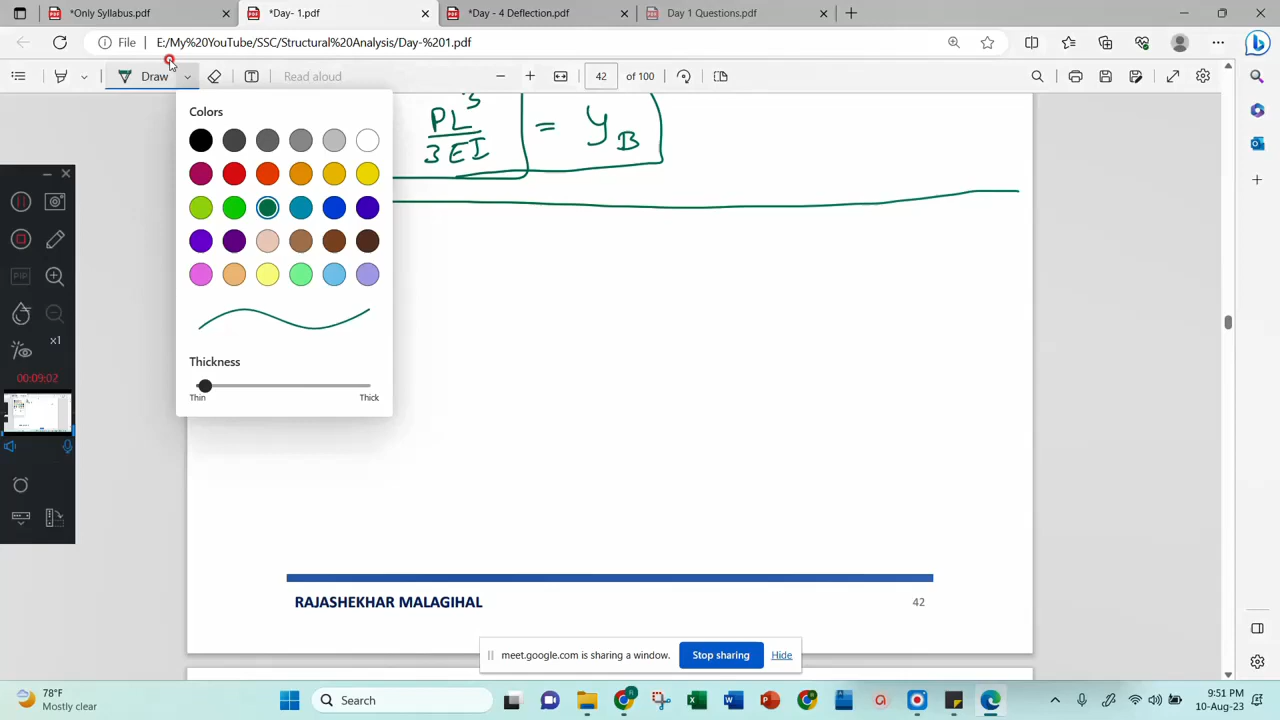 *Only Syllabus.pdf
*Day- 1.pdf
*Day - 4 Deflection.pdf
Day 1 Questions.pdf
File
E:/My%20YouTube/SSC/Structural%20Analysis/Day-%201.pdf
Draw
Read aloud
42
of 100
Colors
PL³
3EI
= y_B
Thickness
Thin
Thick
x1
00:09:02
PIP
RAJASHEKHAR MALAGIHAL
42
meet.google.com is sharing a window.
Stop sharing
Hide
78°F
Mostly clear
Search
9:51 PM
10-Aug-23